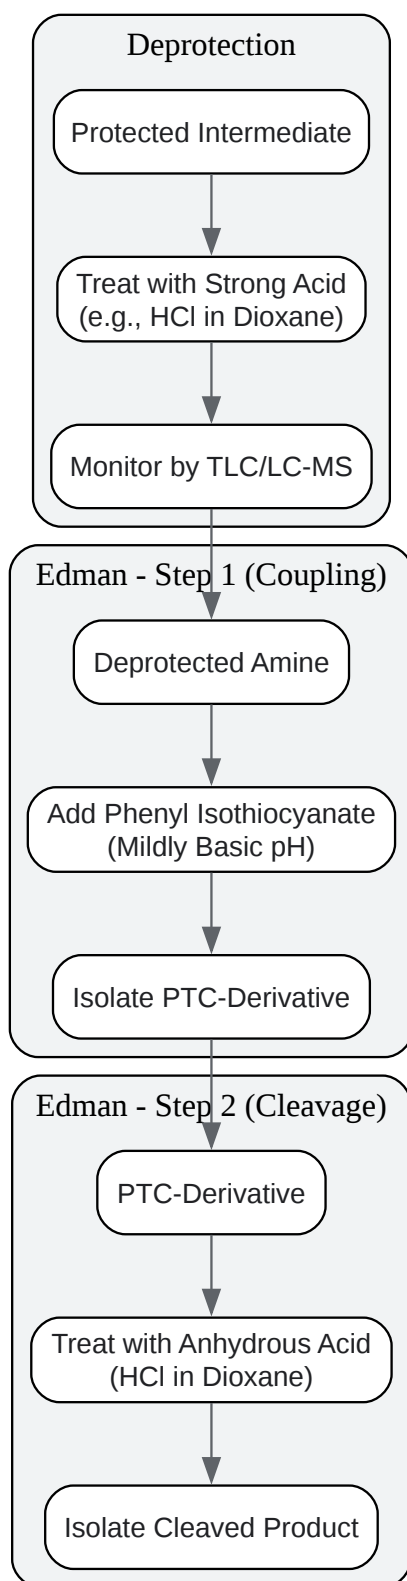 Deprotection
Protected Intermediate
Treat with Strong Acid
(e.g., HCl in Dioxane)
Monitor by TLC/LC-MS
Edman - Step 1 (Coupling)
Deprotected Amine
Add Phenyl Isothiocyanate
(Mildly Basic pH)
Isolate PTC-Derivative
Edman - Step 2 (Cleavage)
PTC-Derivative
Treat with Anhydrous Acid
(HCl in Dioxane)
Isolate Cleaved Product